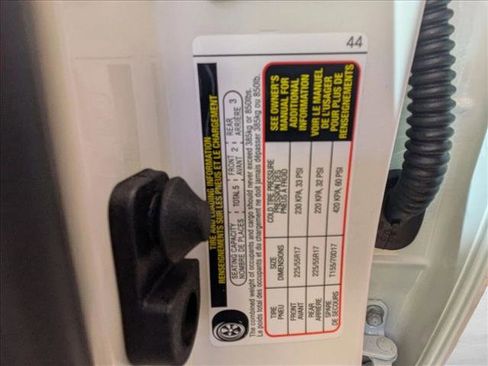 44
TIRE AND LOADING INFORMATION
RENSEIGNEMENTS SUR LES PNEUS ET LE CHARGEMENT
SEATING CAPACITY TOTAL 5 FRONT 2 REAR 3
NOMBRE DE PLACES AVANT ARRIÈRE
The combined weight of occupants and cargo should never exceed 385kg or 850lbs.
Le poids total des occupants et du chargement ne doit jamais dépasser 385kg ou 850lb.
TIRE SIZE COLD TIRE PRESSURE
PNEU DIMENSIONS PRESSION DES PNEUS À FROID
FRONT AVANT 225/55R17 230 KPA, 33 PSI
REAR ARRIÈRE 225/55R17 220 KPA, 32 PSI
SPARE DE SECOURS T155/70D17 420 KPA, 60 PSI
SEE OWNER'S
MANUAL FOR
ADDITIONAL
INFORMATION
VOIR LE MANUEL
DE L'USAGER
POUR PLUS DE
RENSEIGNEMENTS